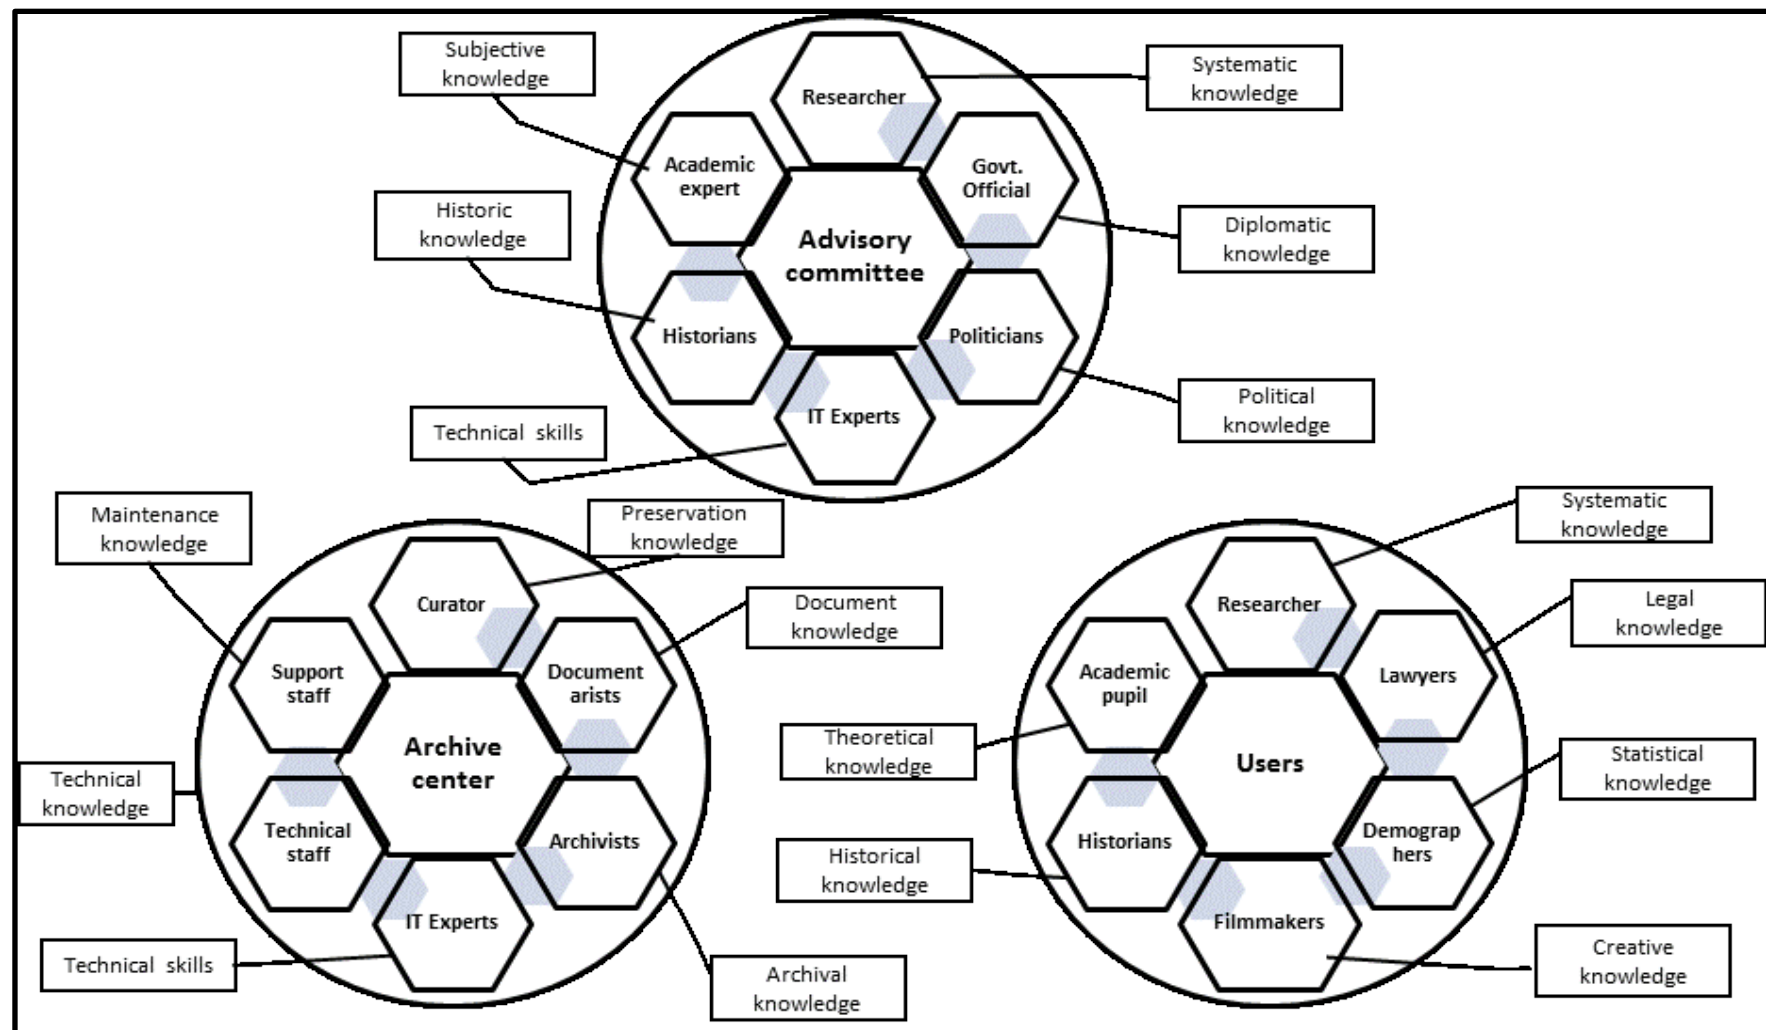 Subjective
knowledge
Researcher
Systematic
knowledge
Academic
expert
Govt.
Official
Historic
knowledge
Advisory
committee
Diplomatic
knowledge
Historians
Politicians
IT Experts
Political
knowledge
Technical skills
Maintenance
knowledge
Preservation
knowledge
Curator
Document
knowledge
Support
staff
Document
arists
Archive
center
Technical
knowledge
Technical
staff
Archivists
IT Experts
Technical skills
Archival
knowledge
Systematic
knowledge
Researcher
Legal
knowledge
Academic
pupil
Lawyers
Theoretical
knowledge
Users
Statistical
knowledge
Historians
Demograp
hers
Historical
knowledge
Filmmakers
Creative
knowledge